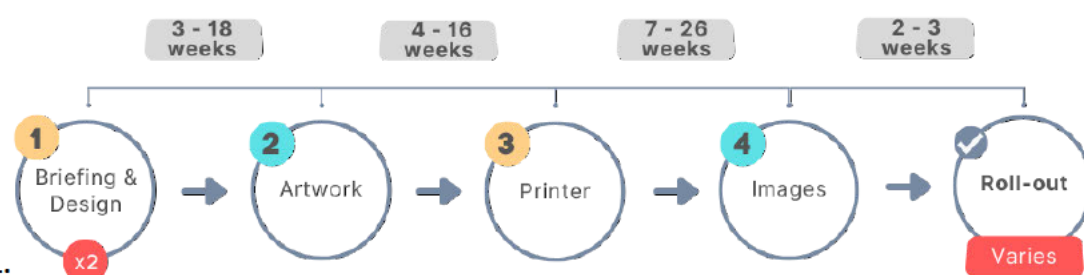 3 - 18
weeks
4 - 16
weeks
7 - 26
weeks
2 - 3
weeks
1
Briefing &
Design
x2
2
Artwork
3
Printer
4
Images
Roll-out
Varies